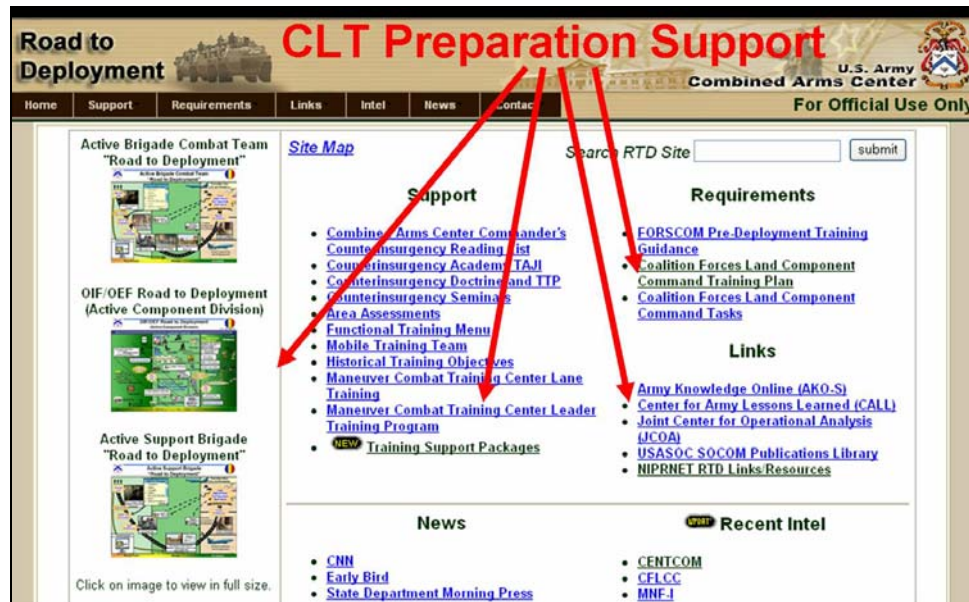 Road to
Deployment
CLT Preparation Support
U.S. Army
Combined Arms Center
Home Support Requirements Links Intel News Contact
For Official Use Only
Active Brigade Combat Team
"Road to Deployment"
OIF/OEF Road to Deployment
(Active Component Division)
Active Support Brigade
"Road to Deployment"
Click on image to view in full size.
Site Map
Search RTD Site
submit
Support
Combined Arms Center Commander's
Counterinsurgency Reading List
Counterinsurgency Academy TAJI
Counterinsurgency Doctrine and TTP
Counterinsurgency Seminars
Area Assessments
Functional Training Menu
Mobile Training Team
Historical Training Objectives
Maneuver Combat Training Center Lane
Training
Maneuver Combat Training Center Leader
Training Program
NEW Training Support Packages
Requirements
FORSCOM Pre-Deployment Training
Guidance
Coalition Forces Land Component
Command Training Plan
Coalition Forces Land Component
Command Tasks
Links
Army Knowledge Online (AKO-S)
Center for Army Lessons Learned (CALL)
Joint Center for Operational Analysis
(JCOA)
USASOC SOCOM Publications Library
NIPRNET RTD Links/Resources
News
CNN
Early Bird
State Department Morning Press
Recent Intel
CENTCOM
CFLCC
MNF-I